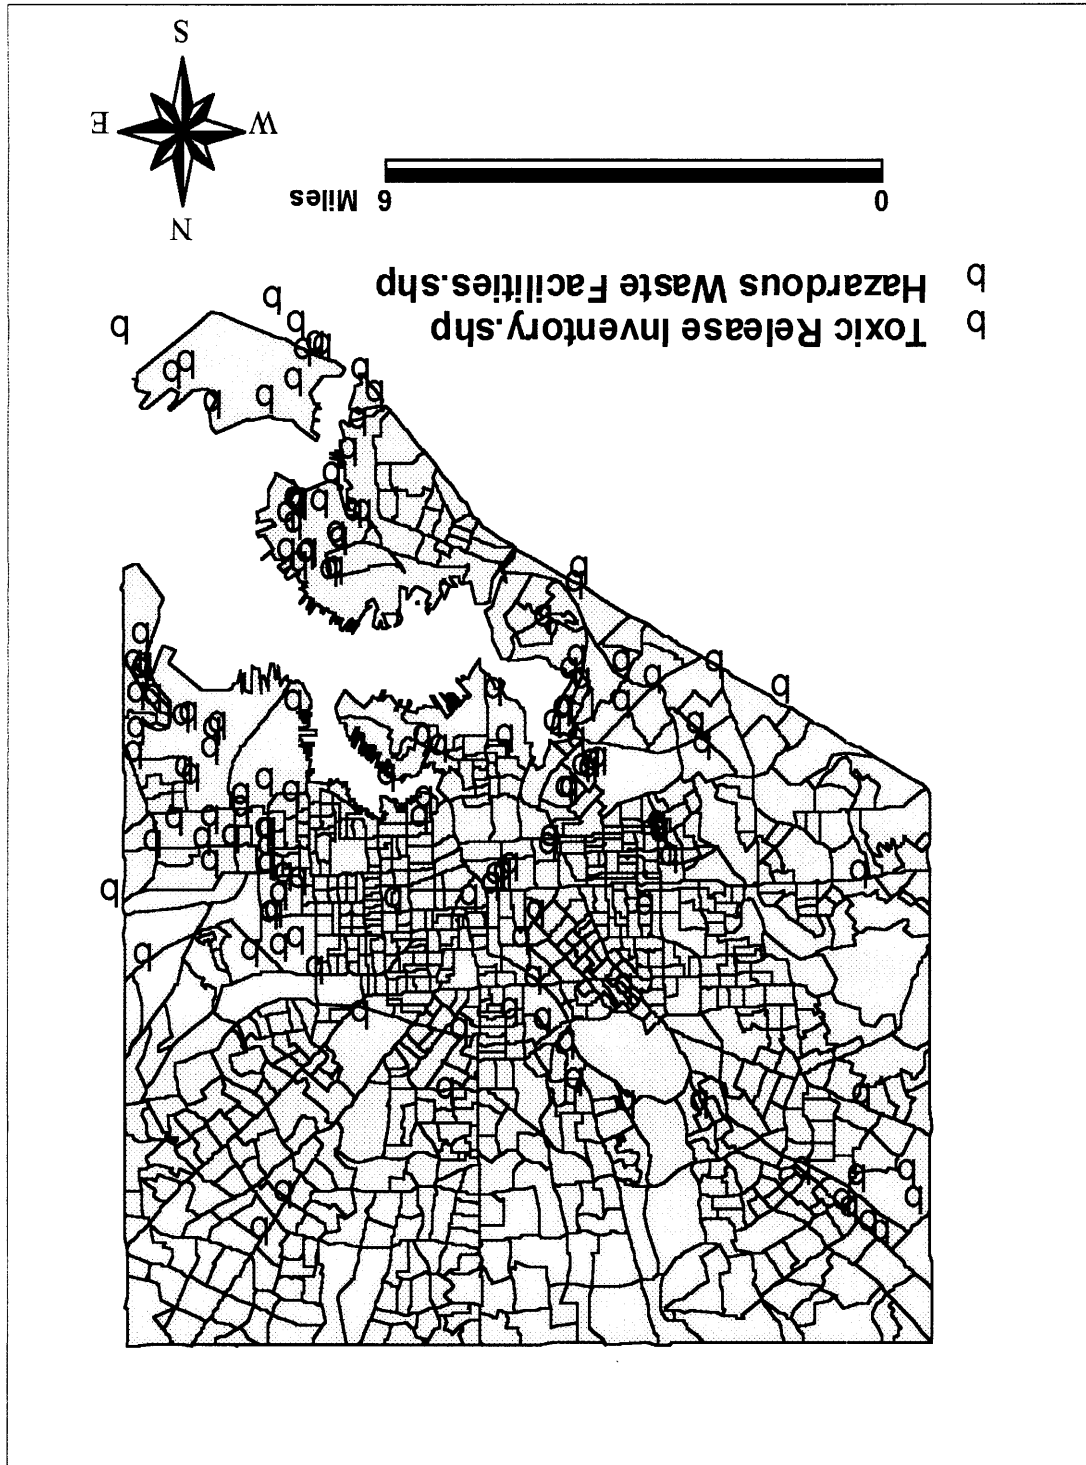 b Toxic Release Inventory.shp
b Hazardous Waste Facilities.shp
0 6 Miles
N
W E
S